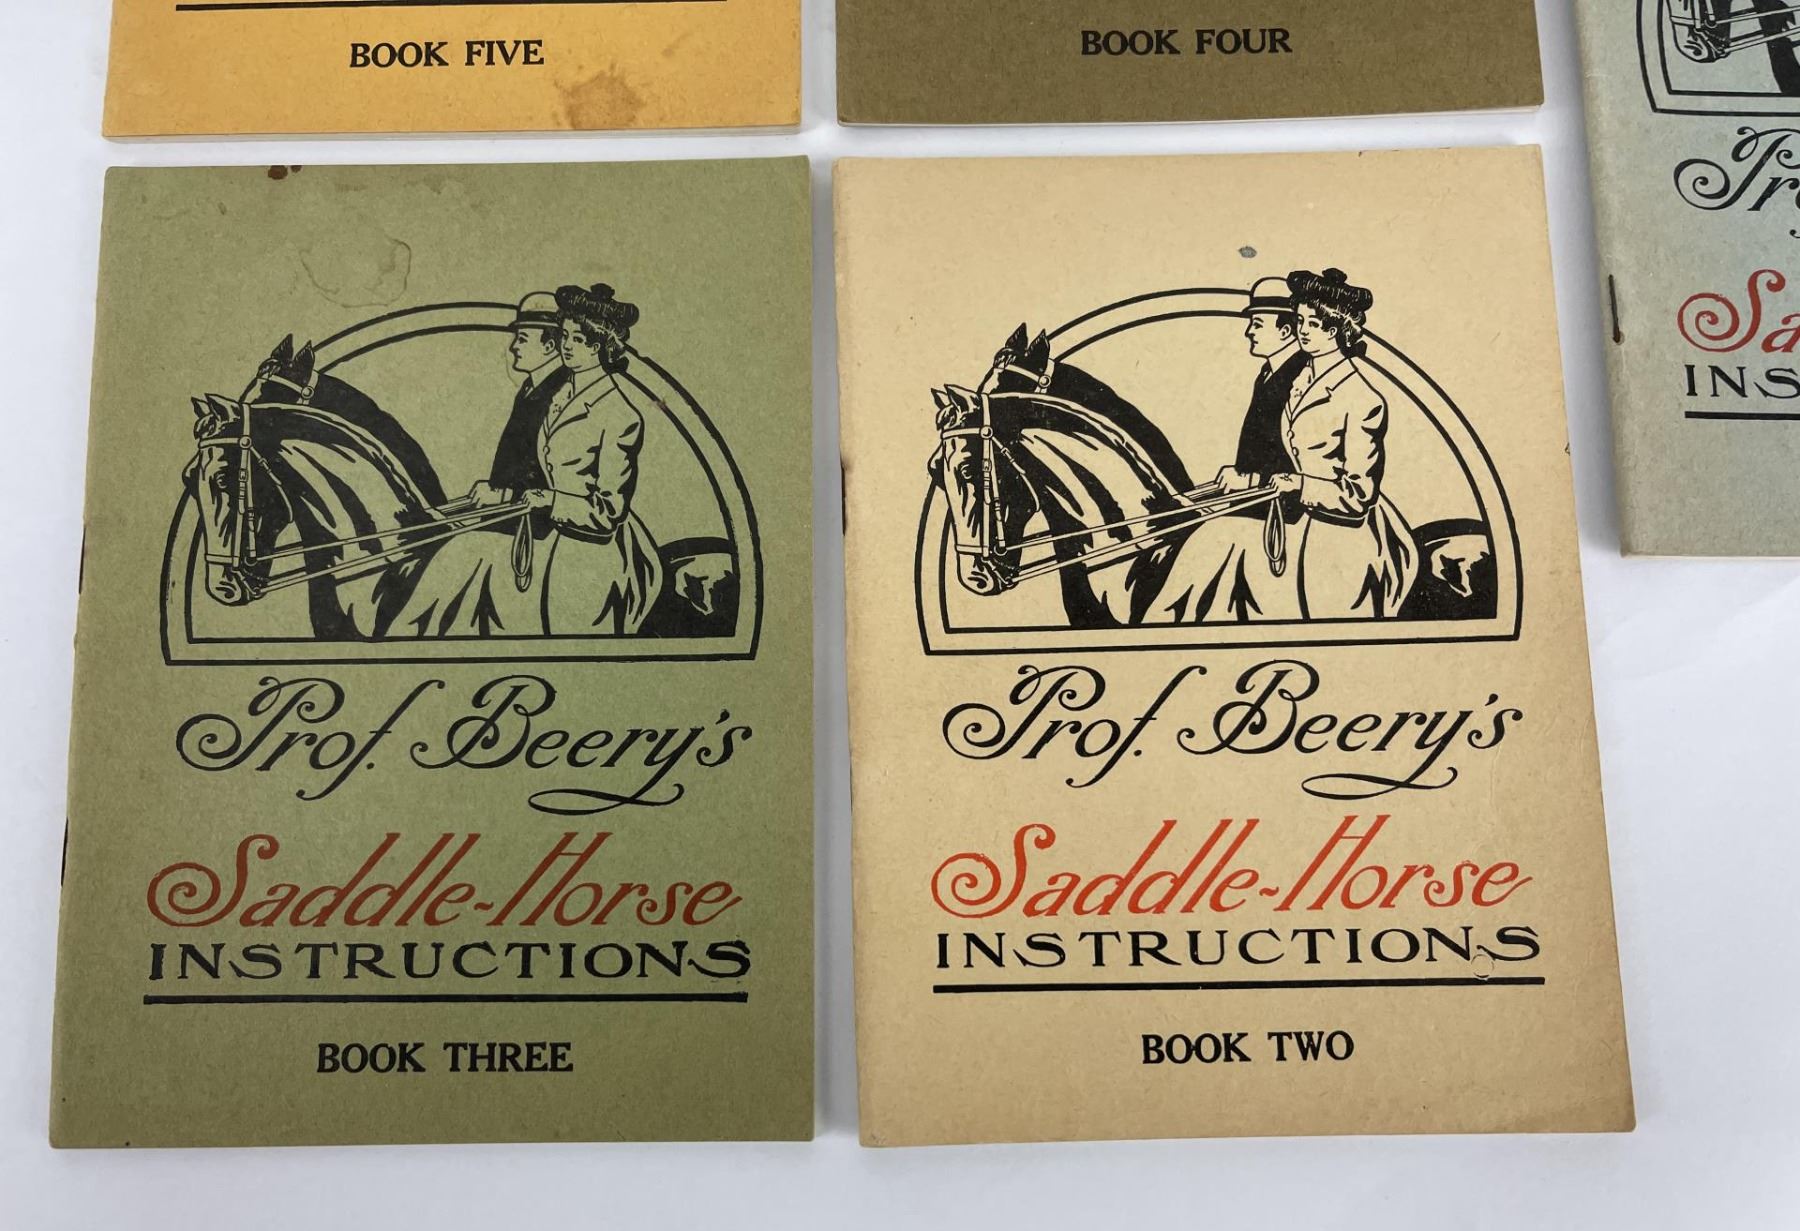 BOOK FIVE
BOOK FOUR
Prof. Beery's
Saddle-Horse
INSTRUCTIONS
BOOK THREE
Prof. Beery's
Saddle-Horse
INSTRUCTIONS
BOOK TWO